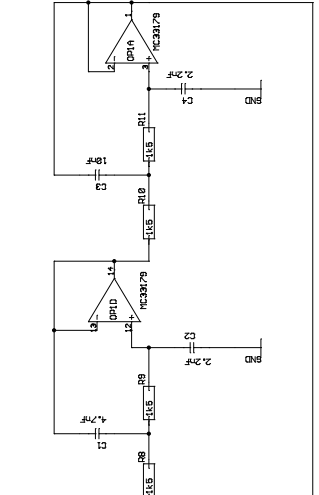 1
MC33179
OP1A
2
-
+
3
2.2nF
C4
GND
R11
1k5
10nF
C3
R10
1k5
14
MC33179
OP1D
13
-
+
12
C2
2.2nF
GND
R9
1k5
4.7nF
C1
R8
1k5